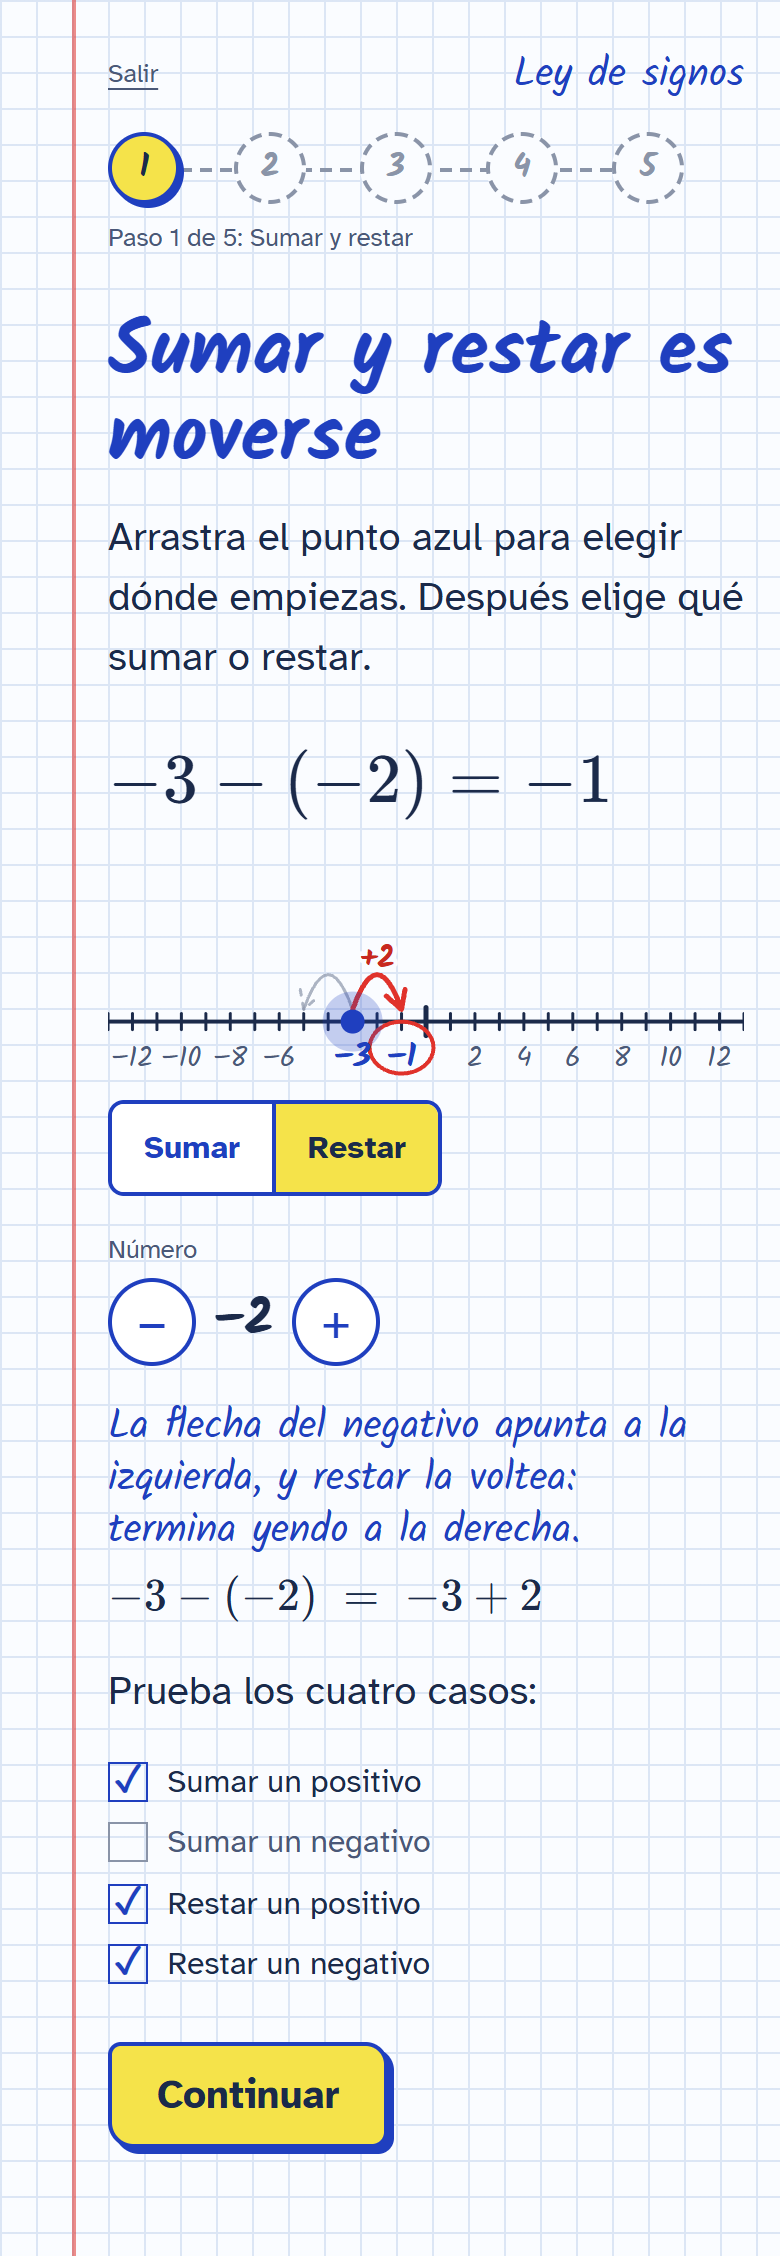 Salir
Ley de signos
1 2 3 4 5
Paso 1 de 5: Sumar y restar
Sumar y restar es
moverse
Arrastra el punto azul para elegir
dónde empiezas. Después elige qué
sumar o restar.
−3 − (−2) = −1
+2
−12 −10 −8 −6 −3 −1 2 4 6 8 10 12
Sumar Restar
Número
− −2 +
La flecha del negativo apunta a la
izquierda, y restar la voltea:
termina yendo a la derecha.
−3 − (−2) = −3 + 2
Prueba los cuatro casos:
Sumar un positivo
Sumar un negativo
Restar un positivo
Restar un negativo
Continuar